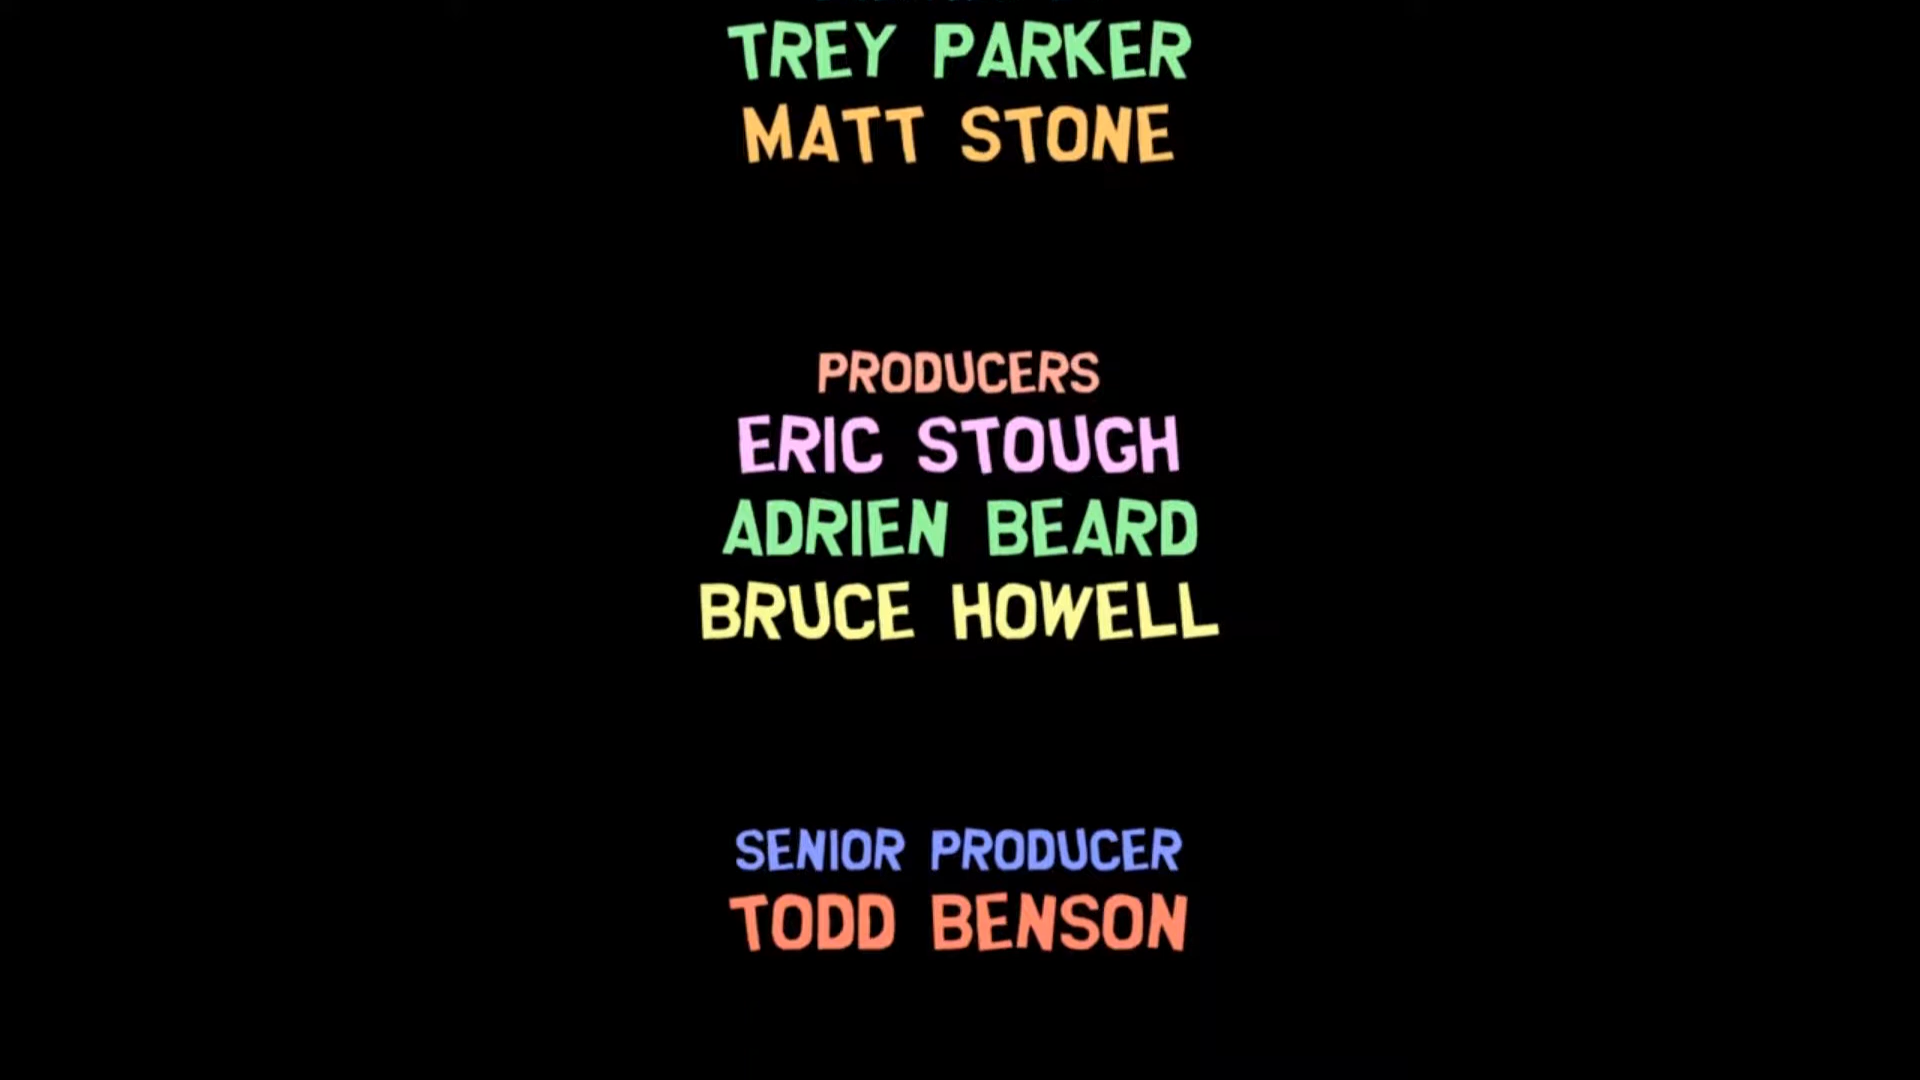 TREY PARKER
MATT STONE
PRODUCERS
ERIC STOUGH
ADRIEN BEARD
BRUCE HOWELL
SENIOR PRODUCER
TODD BENSON